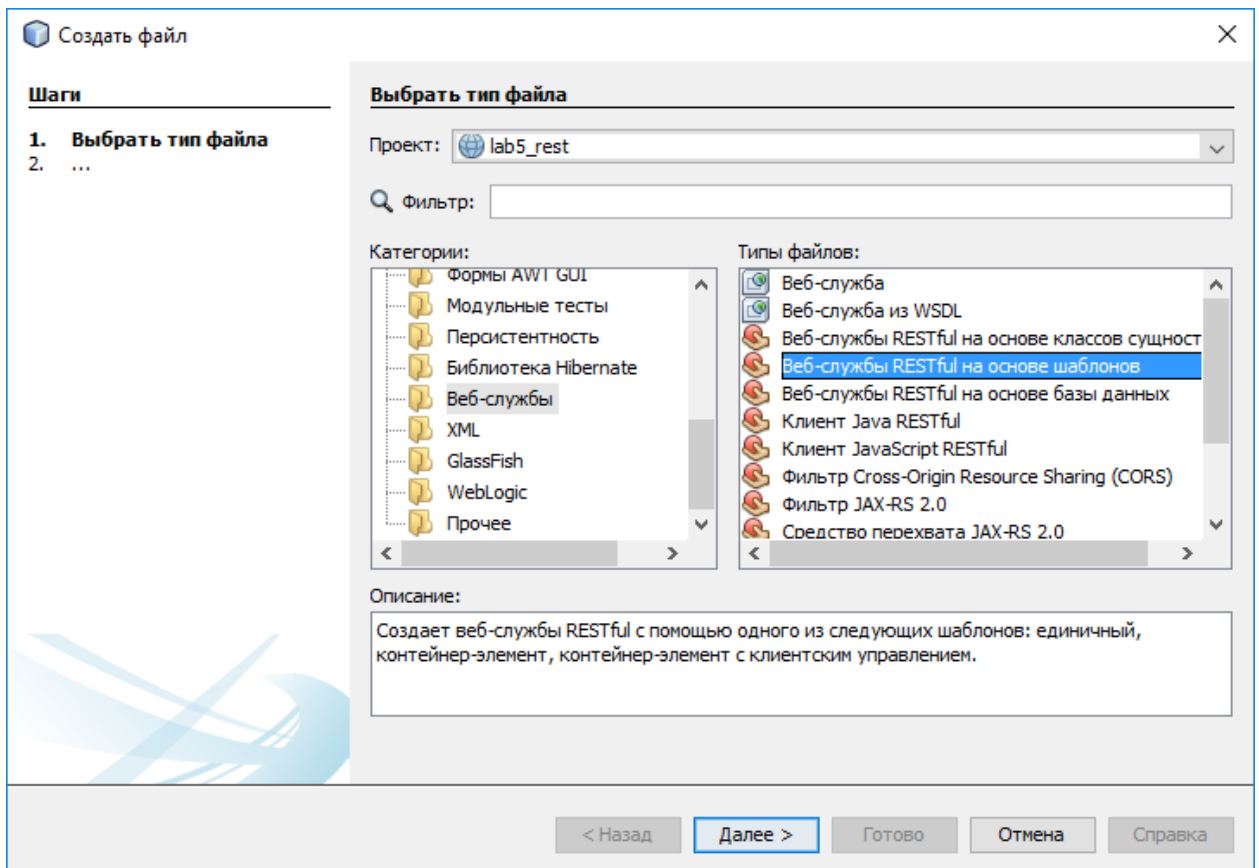 Создать файл
Шаги
1. Выбрать тип файла
2. ...
Выбрать тип файла
Проект: lab5_rest
Фильтр:
Категории:
Формы AWT GUI
Модульные тесты
Персистентность
Библиотека Hibernate
Веб-службы
XML
GlassFish
WebLogic
Прочее
Типы файлов:
Веб-служба
Веб-служба из WSDL
Веб-службы RESTful на основе классов сущност
Веб-службы RESTful на основе шаблонов
Веб-службы RESTful на основе базы данных
Клиент Java RESTful
Клиент JavaScript RESTful
Фильтр Cross-Origin Resource Sharing (CORS)
Фильтр JAX-RS 2.0
Средство перехвата JAX-RS 2.0
Описание:
Создает веб-службы RESTful с помощью одного из следующих шаблонов: единичный,
контейнер-элемент, контейнер-элемент с клиентским управлением.
< Назад Далее > Готово Отмена Справка